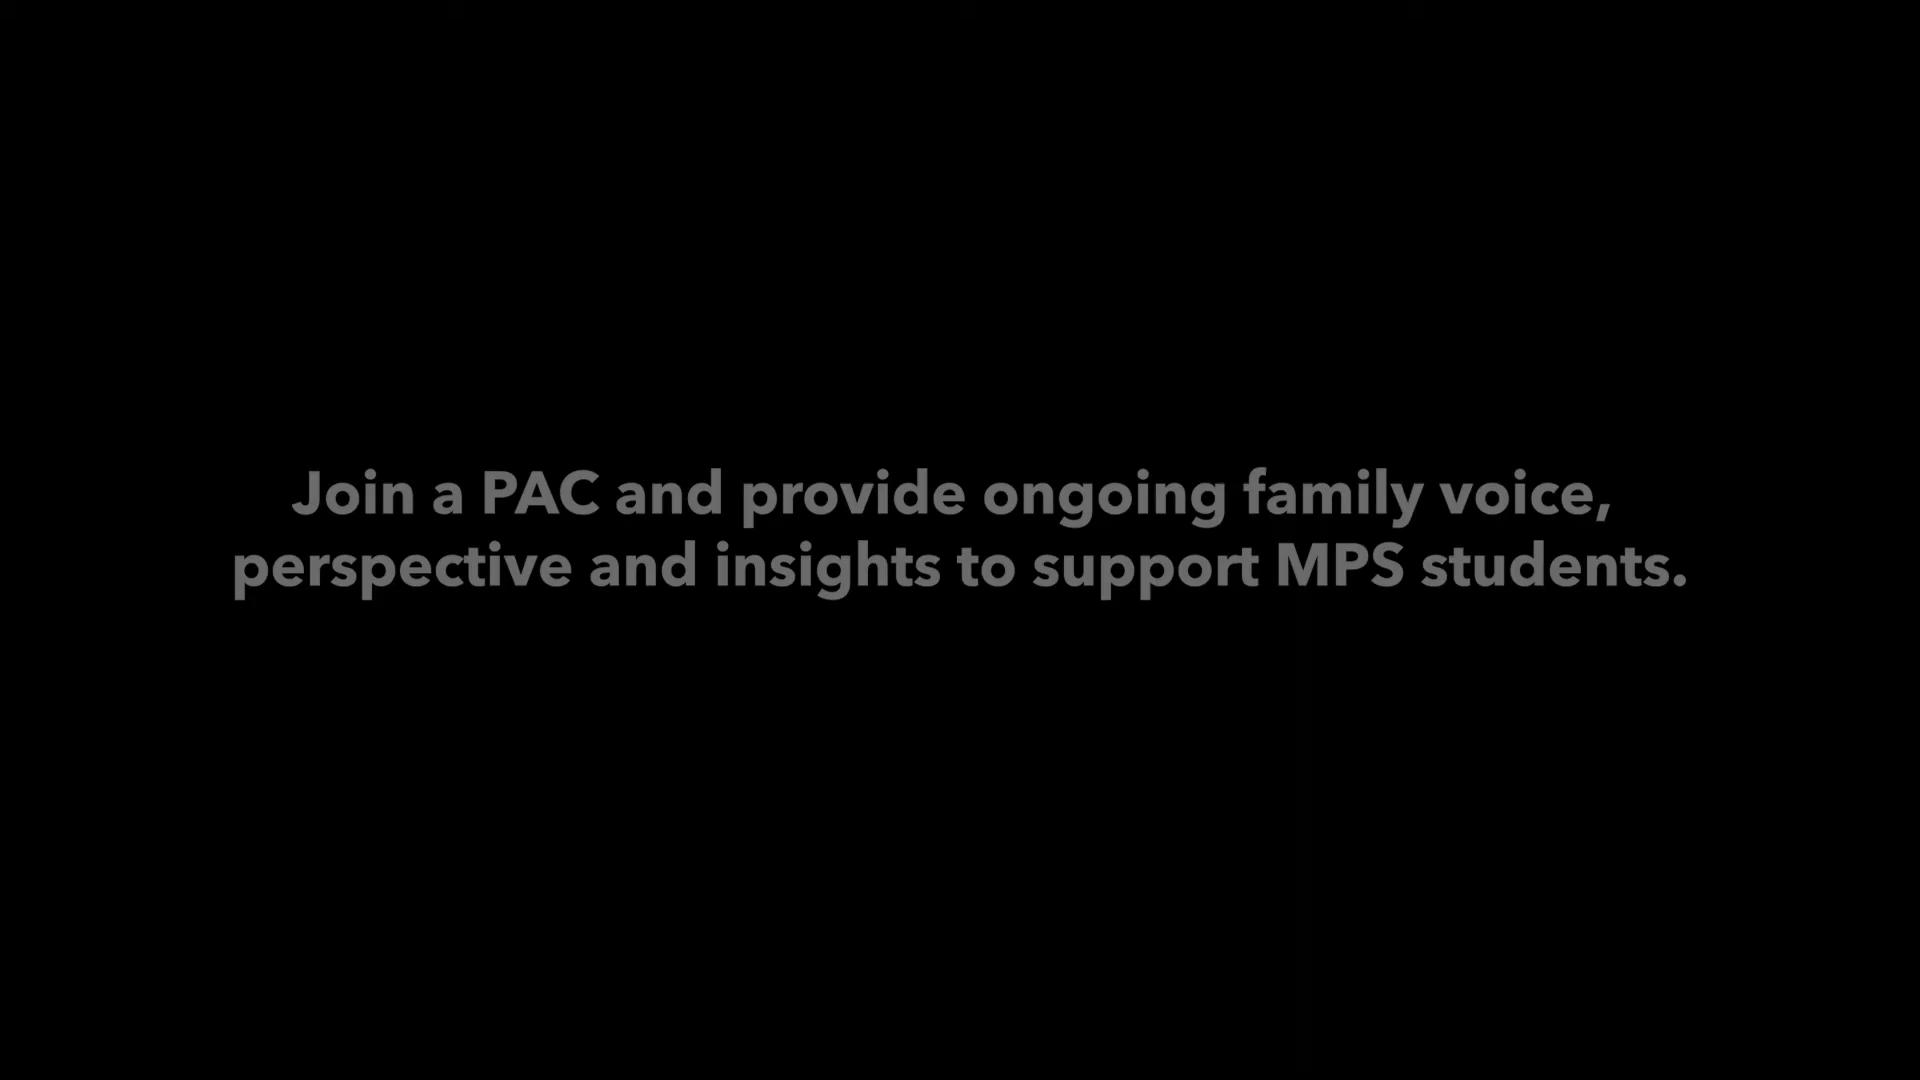 Join a PAC and provide ongoing family voice,
perspective and insights to support MPS students.